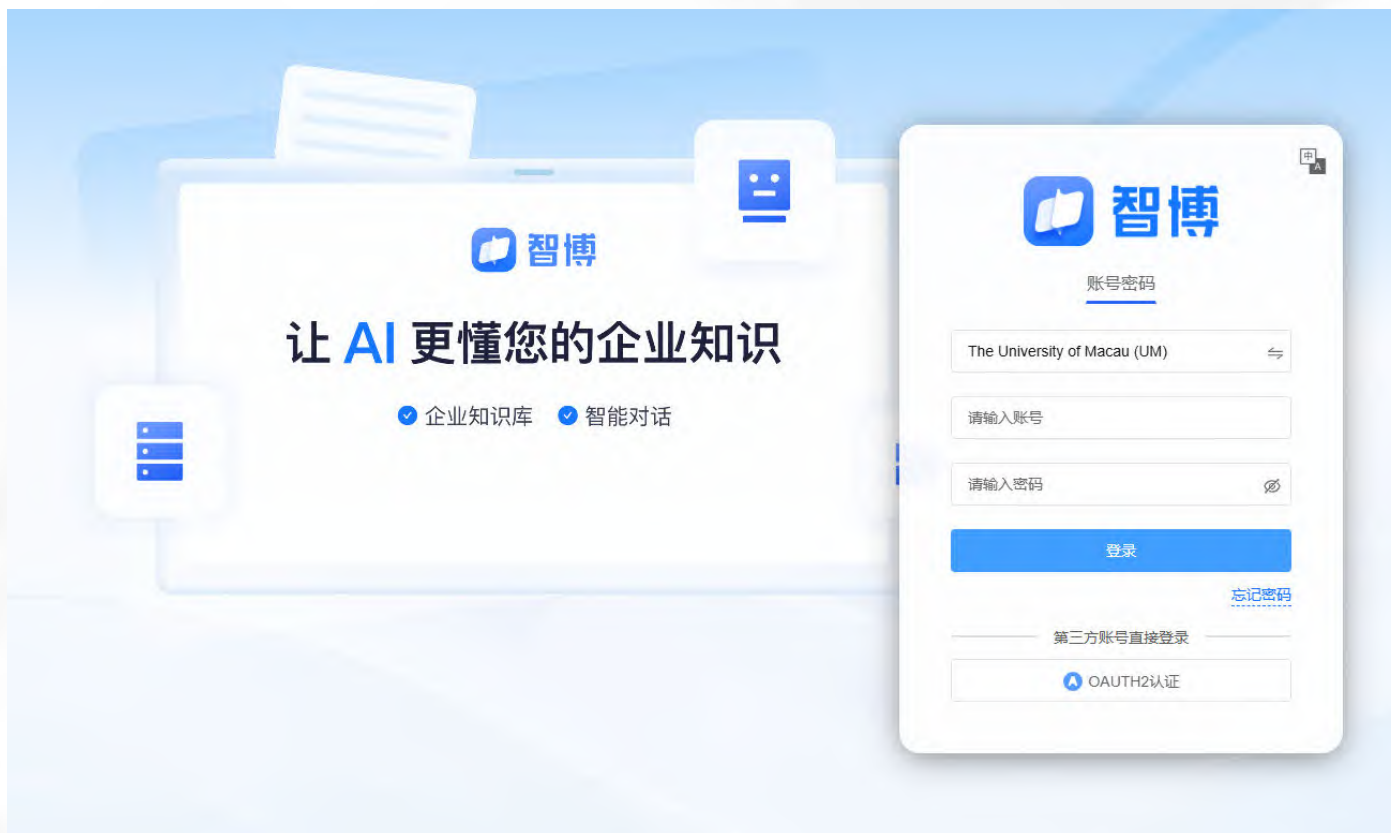 智博
让 AI 更懂您的企业知识
企业知识库 智能对话
中
A
智博
账号密码
The University of Macau (UM)
请输入账号
请输入密码
登录
忘记密码
第三方账号直接登录
OAUTH2认证